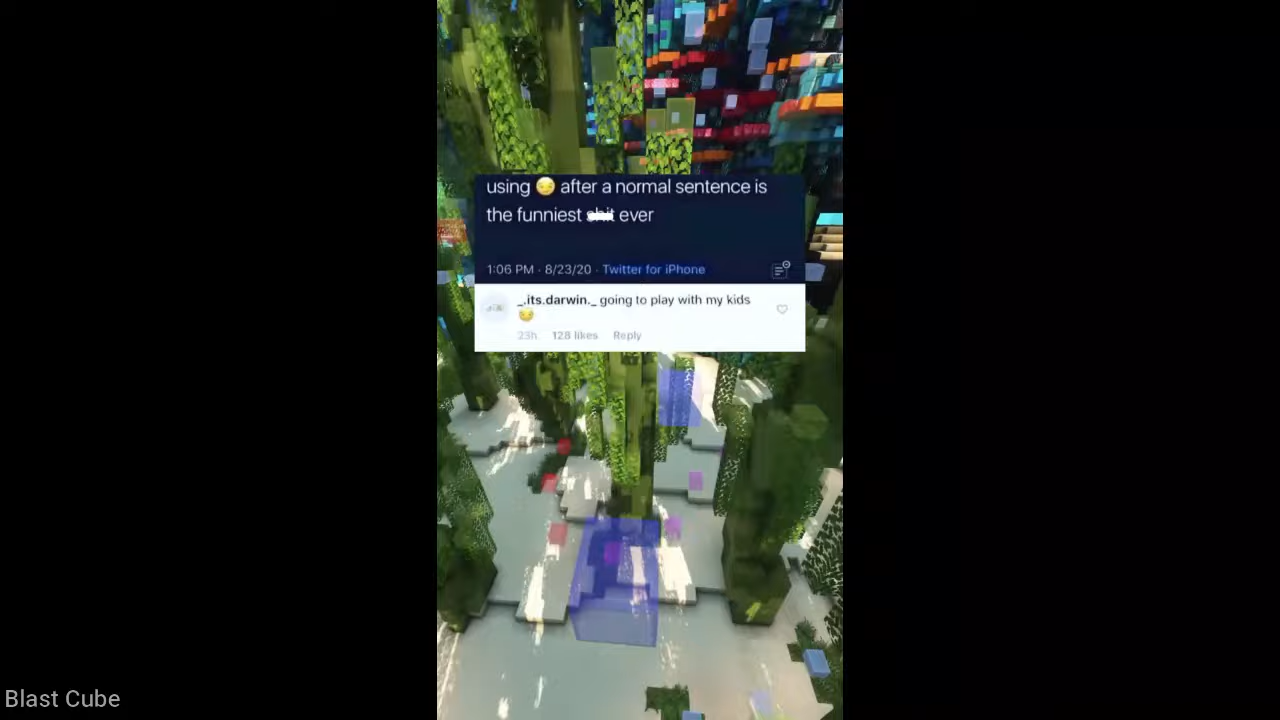 using 😏 after a normal sentence is
the funniest shit ever
1:06 PM · 8/23/20 · Twitter for iPhone
_.its.darwin._ going to play with my kids
😏
23h 128 likes Reply
Blast Cube